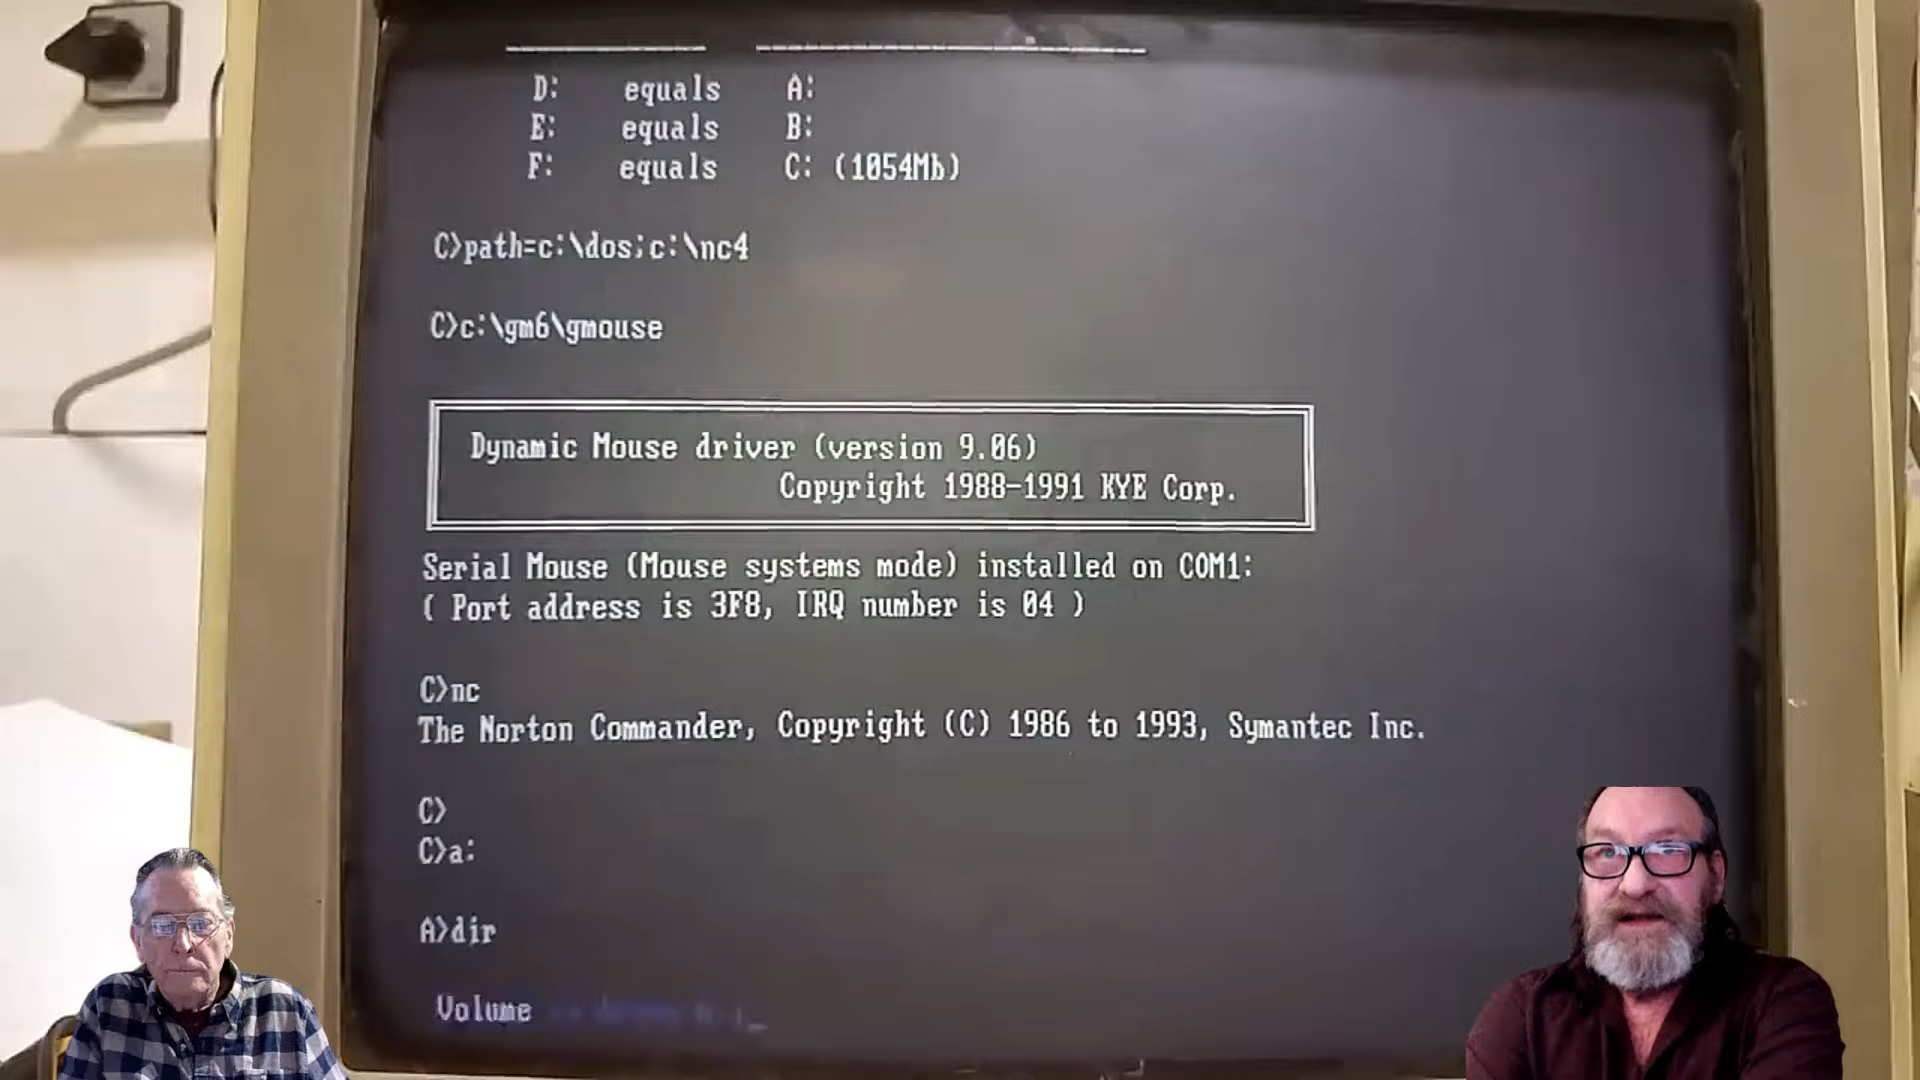 D: equals A:
E: equals B:
F: equals C: (1054Mb)
C>path=c:\dos;c:\nc4
C>c:\gm6\gmouse
Dynamic Mouse driver (version 9.06)
Copyright 1988-1991 KYE Corp.
Serial Mouse (Mouse systems mode) installed on COM1:
( Port address is 3F8, IRQ number is 04 )
C>nc
The Norton Commander, Copyright (C) 1986 to 1993, Symantec Inc.
C>
C>a:
A>dir
Volume